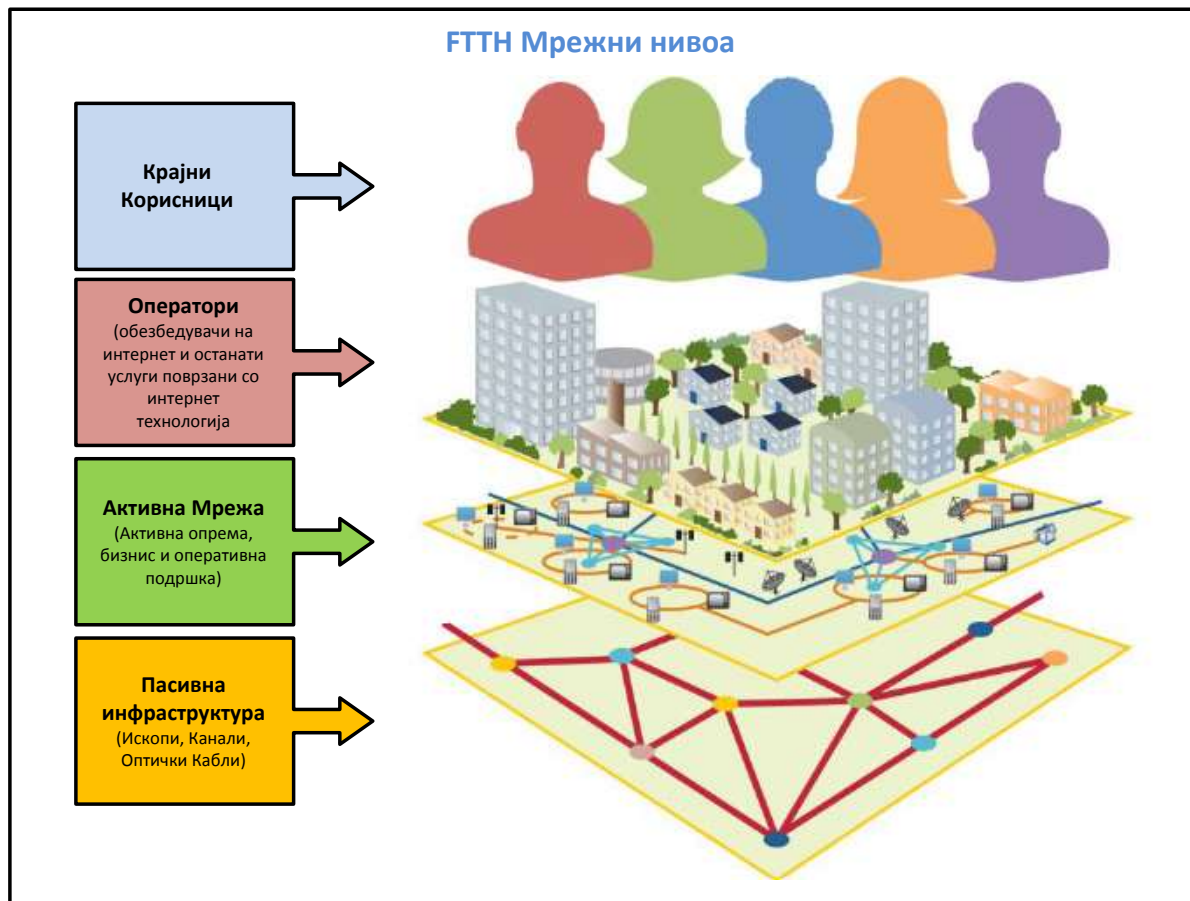 FTTH Мрежни нивоа
Крајни
Корисници
Оператори
(обезбедувачи на
интернет и останати
услуги поврзани со
интернет
технологија
Активна Мрежа
(Активна опрема,
бизнис и оперативна
подршка)
Пасивна
инфраструктура
(Ископи, Канали,
Оптички Кабли)